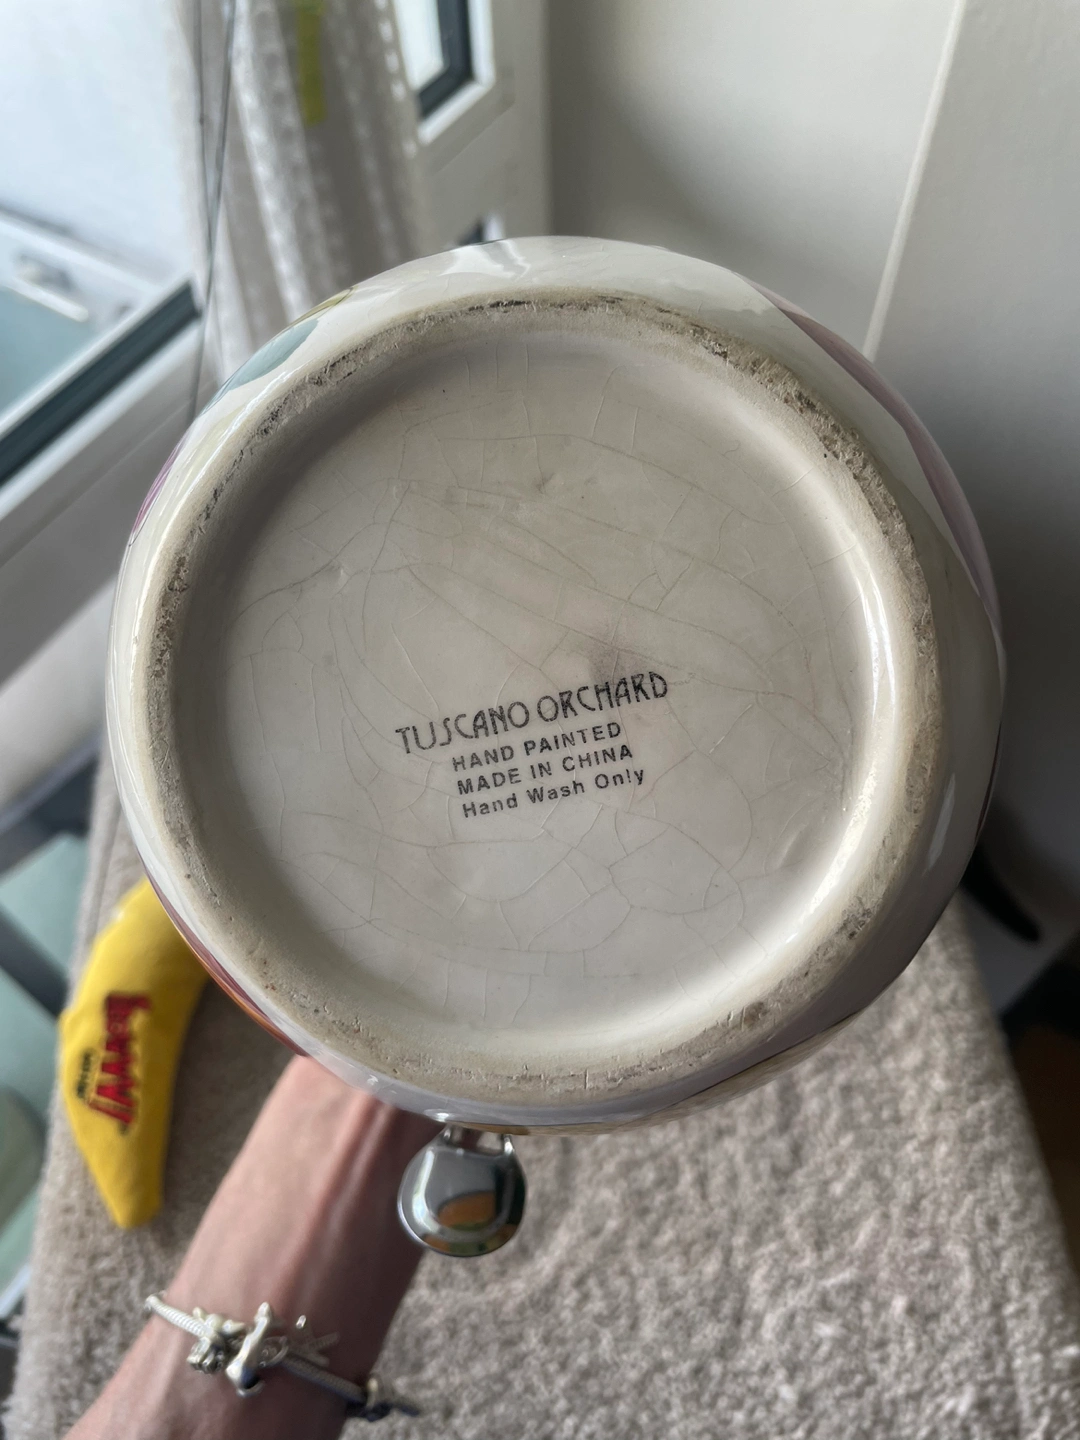 TUSCANO ORCHARD
HAND PAINTED
MADE IN CHINA
Hand Wash Only